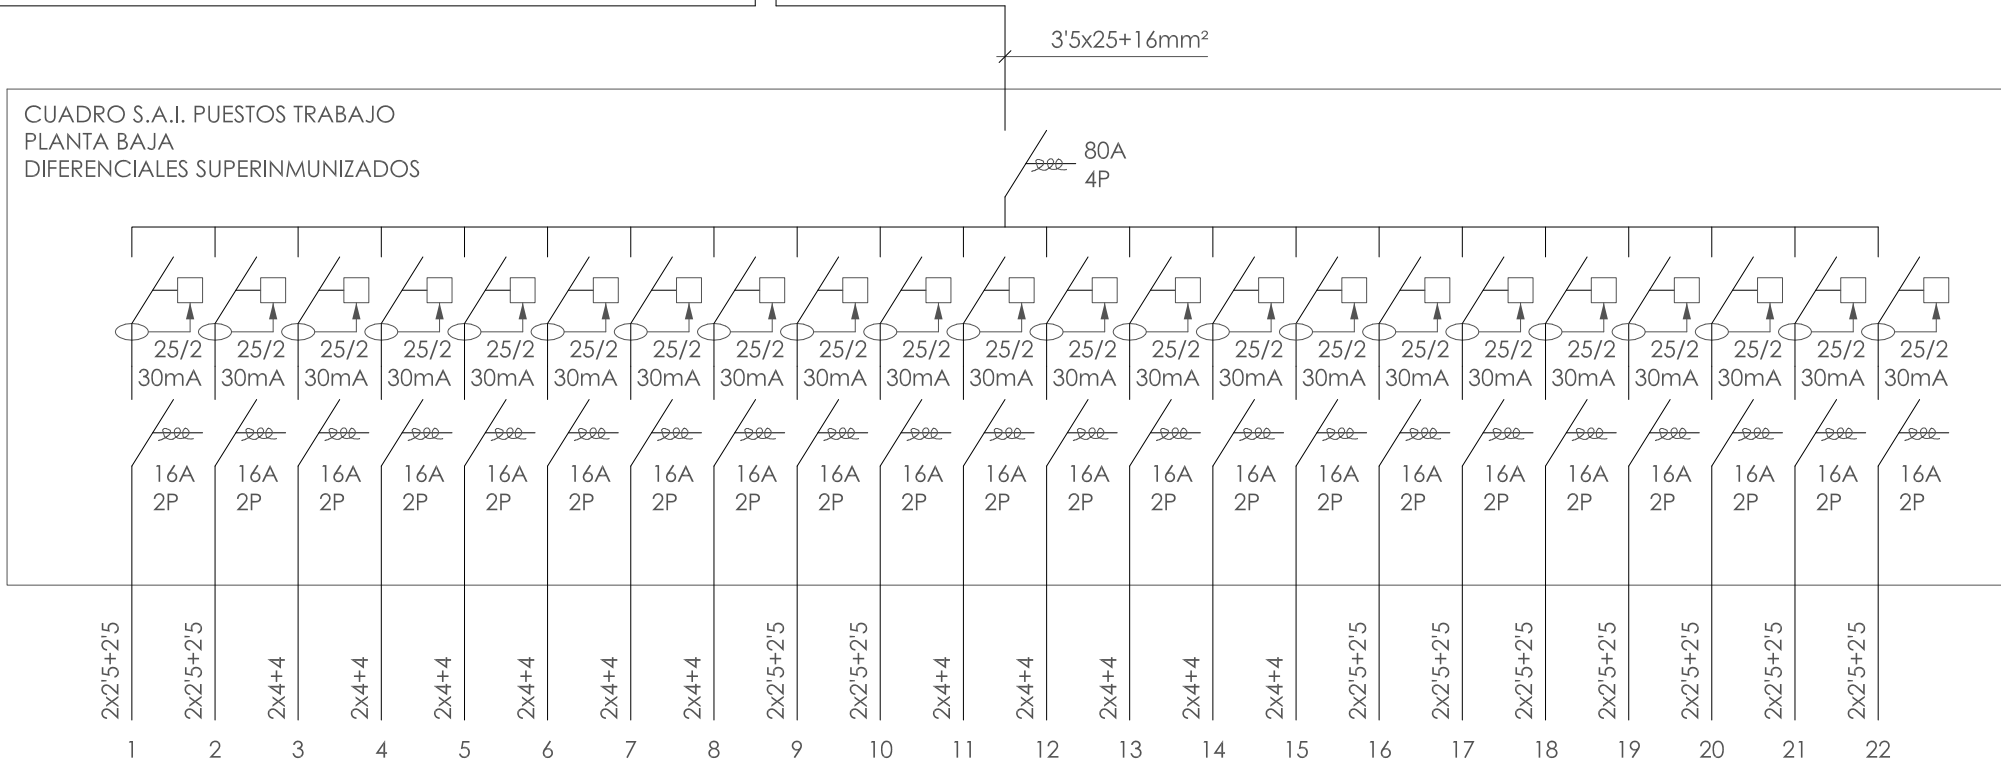 3'5x25+16mm²
CUADRO S.A.I. PUESTOS TRABAJO
PLANTA BAJA
DIFERENCIALES SUPERINMUNIZADOS
80A
4P
25/2 25/2 25/2 25/2 25/2 25/2 25/2 25/2 25/2 25/2 25/2 25/2 25/2 25/2 25/2 25/2 25/2 25/2 25/2 25/2 25/2 25/2
30mA 30mA 30mA 30mA 30mA 30mA 30mA 30mA 30mA 30mA 30mA 30mA 30mA 30mA 30mA 30mA 30mA 30mA 30mA 30mA 30mA 30mA
16A 16A 16A 16A 16A 16A 16A 16A 16A 16A 16A 16A 16A 16A 16A 16A 16A 16A 16A 16A 16A 16A
2P 2P 2P 2P 2P 2P 2P 2P 2P 2P 2P 2P 2P 2P 2P 2P 2P 2P 2P 2P 2P 2P
2x2'5+2'5 2x2'5+2'5 2x4+4 2x4+4 2x4+4 2x4+4 2x4+4 2x4+4 2x2'5+2'5 2x2'5+2'5 2x4+4 2x4+4 2x4+4 2x4+4 2x4+4 2x2'5+2'5 2x2'5+2'5 2x2'5+2'5 2x2'5+2'5 2x2'5+2'5 2x2'5+2'5 2x2'5+2'5
1 2 3 4 5 6 7 8 9 10 11 12 13 14 15 16 17 18 19 20 21 22